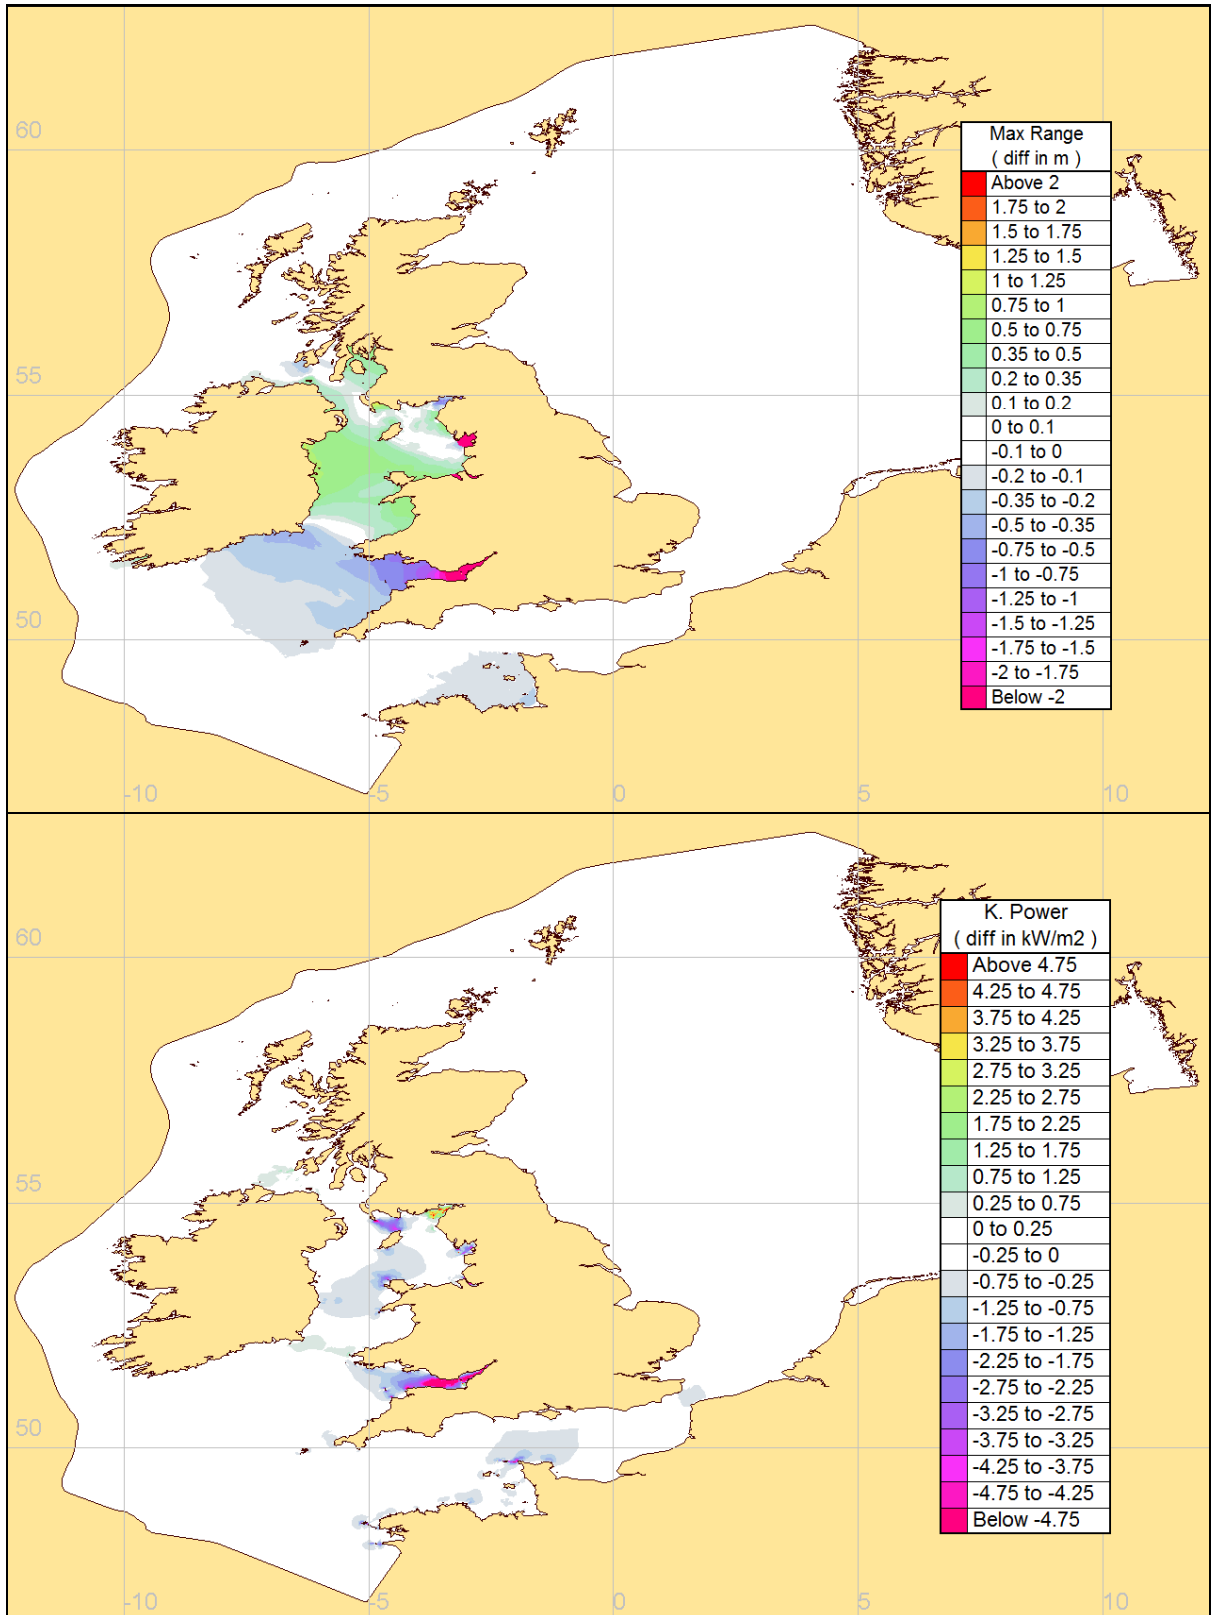 60
55
50
-10
-5
0
5
10
Max Range
( diff in m )
Above 2
1.75 to 2
1.5 to 1.75
1.25 to 1.5
1 to 1.25
0.75 to 1
0.5 to 0.75
0.35 to 0.5
0.2 to 0.35
0.1 to 0.2
0 to 0.1
-0.1 to 0
-0.2 to -0.1
-0.35 to -0.2
-0.5 to -0.35
-0.75 to -0.5
-1 to -0.75
-1.25 to -1
-1.5 to -1.25
-1.75 to -1.5
-2 to -1.75
Below -2
60
55
50
-10
-5
0
5
10
K. Power
( diff in kW/m2 )
Above 4.75
4.25 to 4.75
3.75 to 4.25
3.25 to 3.75
2.75 to 3.25
2.25 to 2.75
1.75 to 2.25
1.25 to 1.75
0.75 to 1.25
0.25 to 0.75
0 to 0.25
-0.25 to 0
-0.75 to -0.25
-1.25 to -0.75
-1.75 to -1.25
-2.25 to -1.75
-2.75 to -2.25
-3.25 to -2.75
-3.75 to -3.25
-4.25 to -3.75
-4.75 to -4.25
Below -4.75